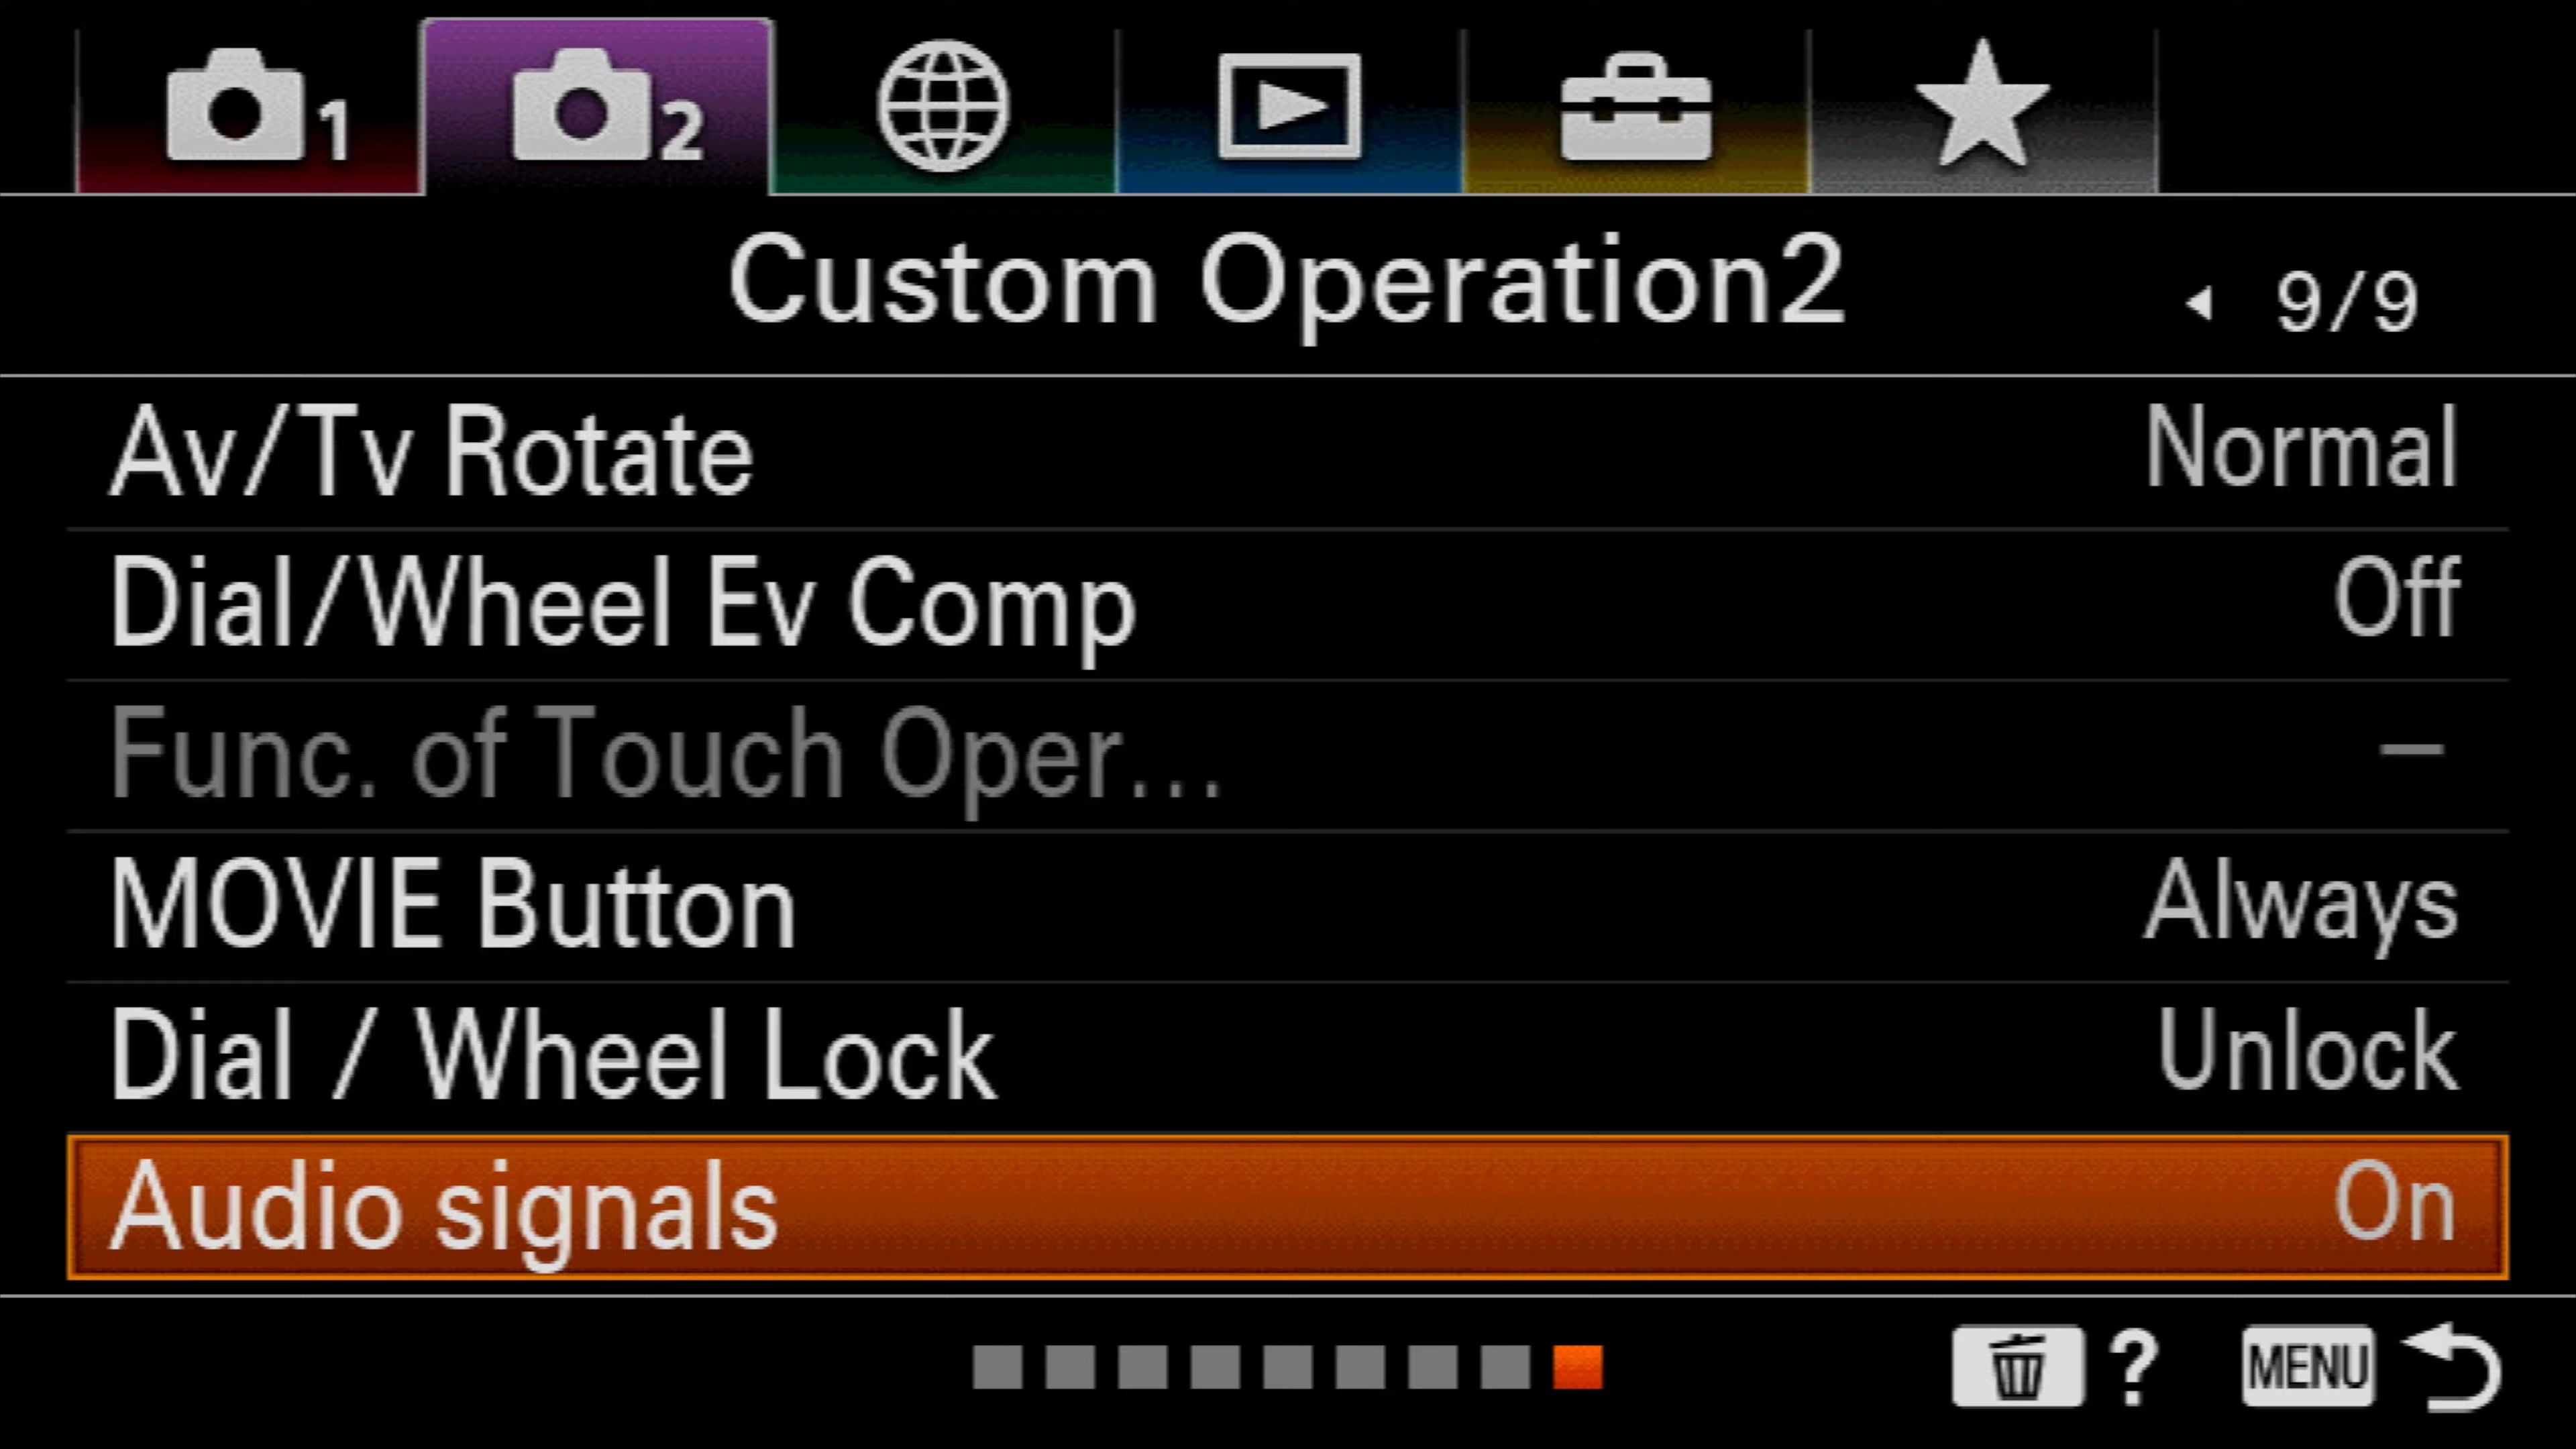 1 2
Custom Operation2 9/9
Av/Tv Rotate Normal
Dial/Wheel Ev Comp Off
Func. of Touch Oper... –
MOVIE Button Always
Dial / Wheel Lock Unlock
Audio signals On
? MENU